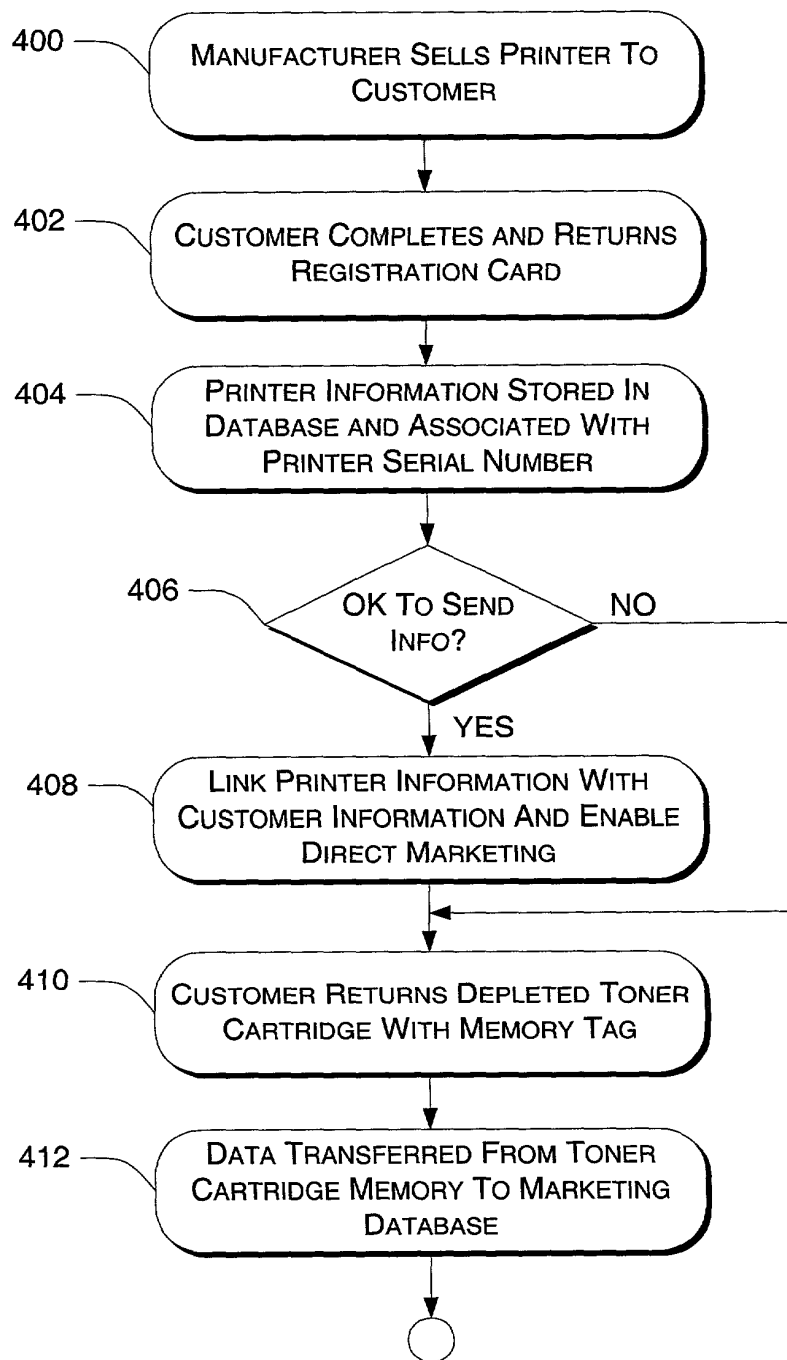 400
MANUFACTURER SELLS PRINTER TO
CUSTOMER
402
CUSTOMER COMPLETES AND RETURNS
REGISTRATION CARD
404
PRINTER INFORMATION STORED IN
DATABASE AND ASSOCIATED WITH
PRINTER SERIAL NUMBER
406
OK TO SEND
INFO?
NO
YES
408
LINK PRINTER INFORMATION WITH
CUSTOMER INFORMATION AND ENABLE
DIRECT MARKETING
410
CUSTOMER RETURNS DEPLETED TONER
CARTRIDGE WITH MEMORY TAG
412
DATA TRANSFERRED FROM TONER
CARTRIDGE MEMORY TO MARKETING
DATABASE